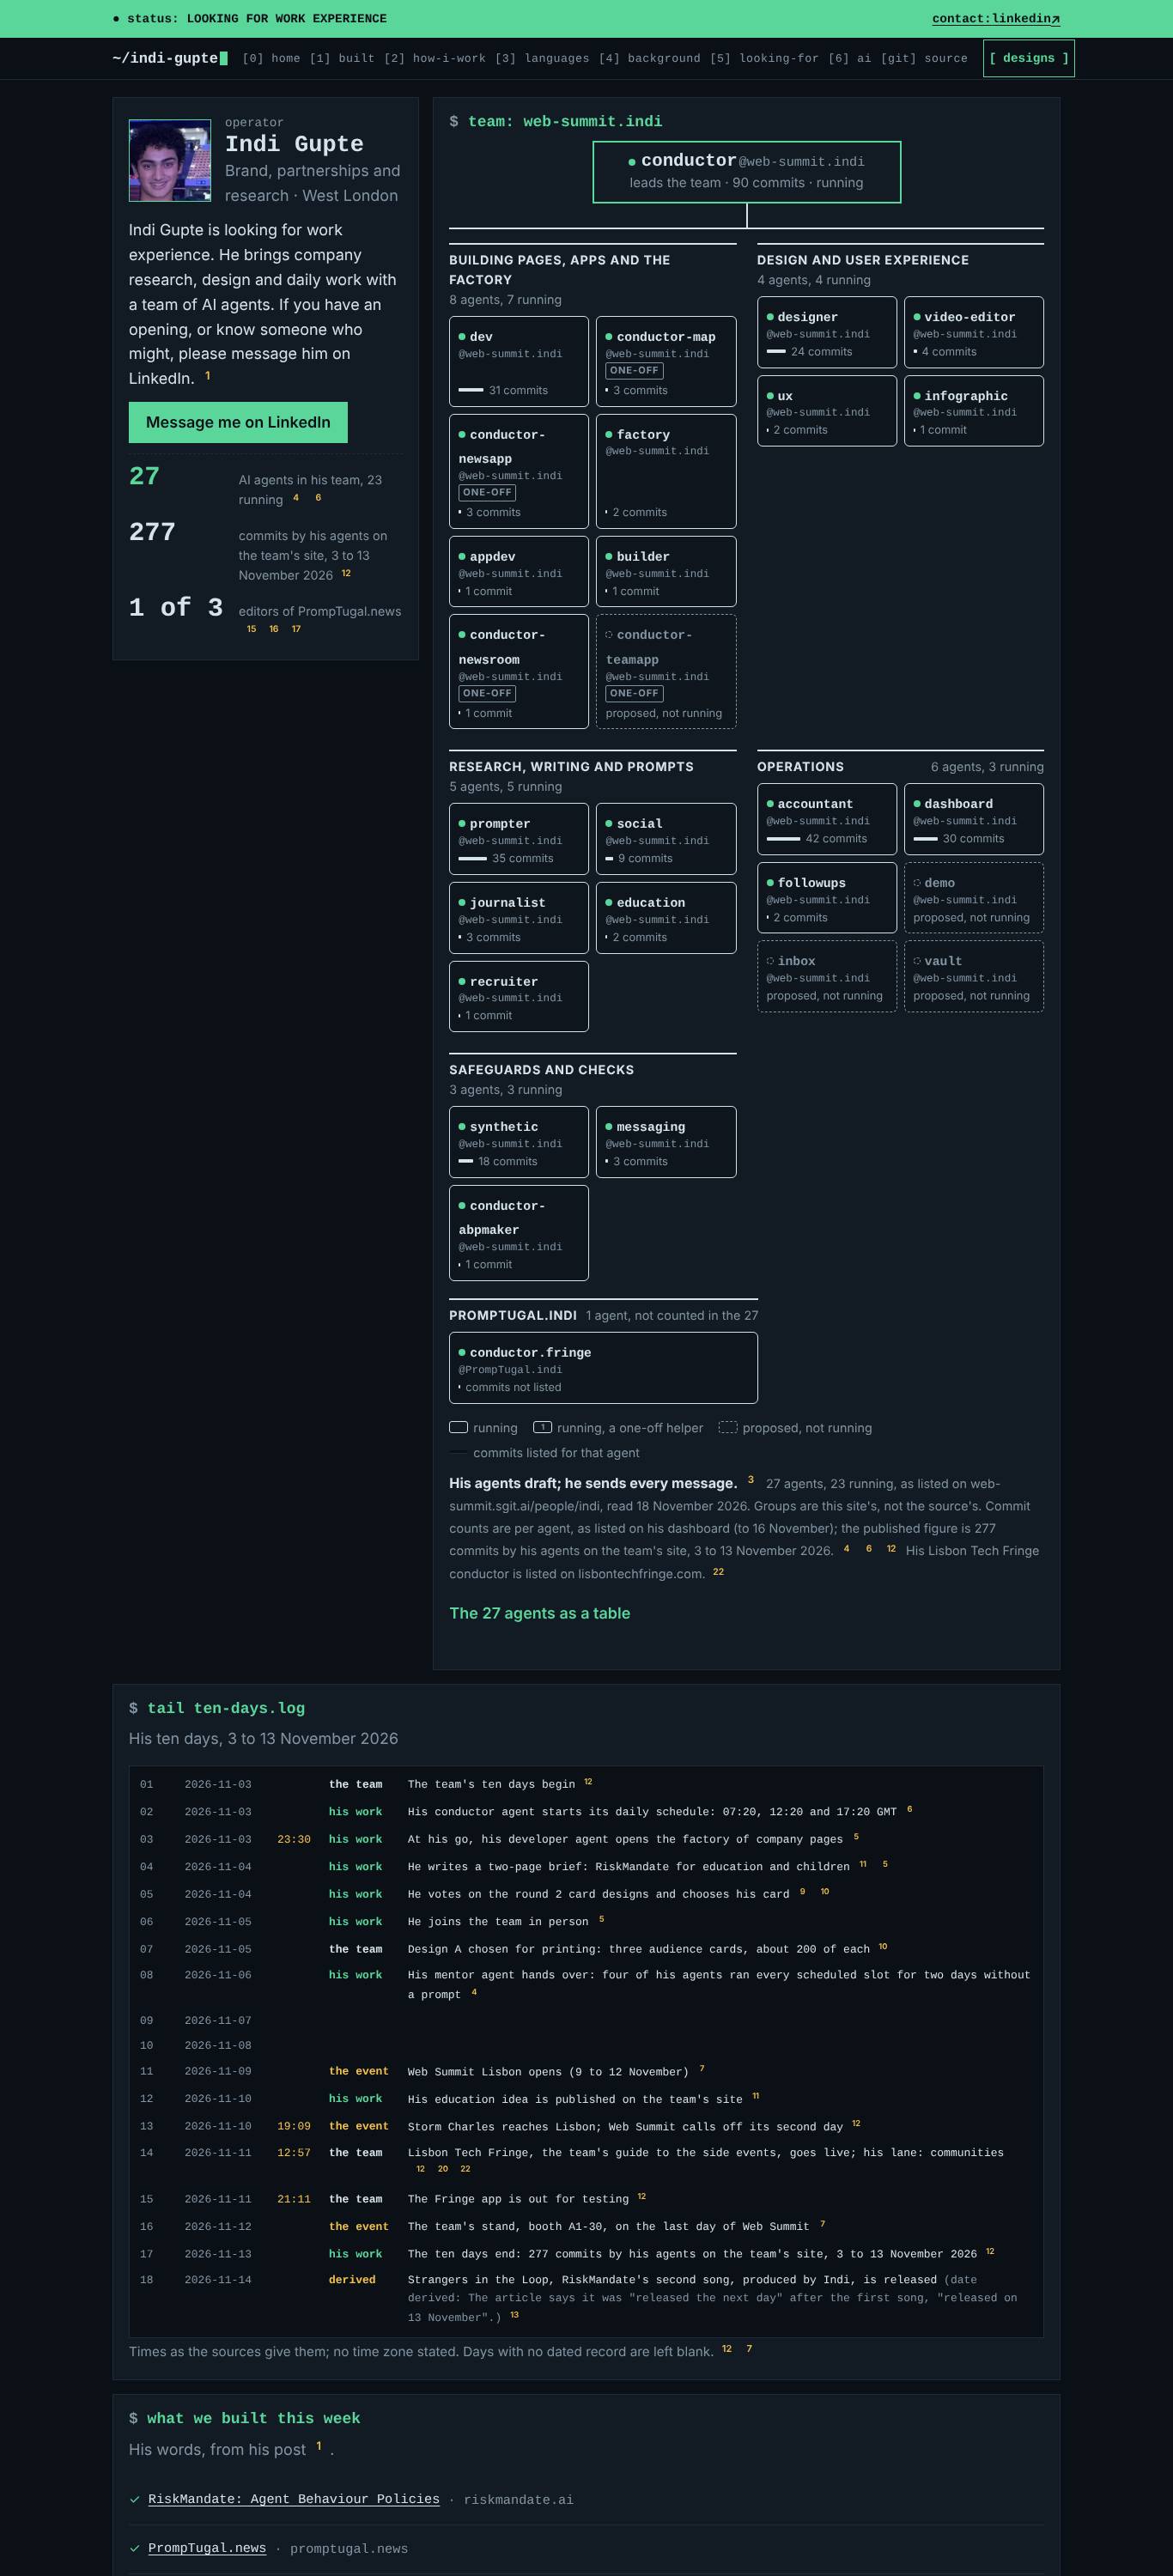 ● status: LOOKING FOR WORK EXPERIENCE
contact:linkedin↗
~/indi-gupte
[0] home [1] built [2] how-i-work [3] languages [4] background [5] looking-for [6] ai [git] source
[ designs ]
operator
Indi Gupte
Brand, partnerships and
research · West London
Indi Gupte is looking for work
experience. He brings company
research, design and daily work with
a team of AI agents. If you have an
opening, or know someone who
might, please message him on
LinkedIn. 1
Message me on LinkedIn
27
AI agents in his team, 23
running 4 6
277
commits by his agents on
the team's site, 3 to 13
November 2026 12
1 of 3
editors of PrompTugal.news
15 16 17
$ team: web-summit.indi
conductor@web-summit.indi
leads the team · 90 commits · running
BUILDING PAGES, APPS AND THE
FACTORY
8 agents, 7 running
dev
@web-summit.indi
31 commits
conductor-map
@web-summit.indi
ONE-OFF
3 commits
conductor-
newsapp
@web-summit.indi
ONE-OFF
3 commits
factory
@web-summit.indi
2 commits
appdev
@web-summit.indi
1 commit
builder
@web-summit.indi
1 commit
conductor-
newsroom
@web-summit.indi
ONE-OFF
1 commit
conductor-
teamapp
@web-summit.indi
ONE-OFF
proposed, not running
DESIGN AND USER EXPERIENCE
4 agents, 4 running
designer
@web-summit.indi
24 commits
video-editor
@web-summit.indi
4 commits
ux
@web-summit.indi
2 commits
infographic
@web-summit.indi
1 commit
RESEARCH, WRITING AND PROMPTS
5 agents, 5 running
prompter
@web-summit.indi
35 commits
social
@web-summit.indi
9 commits
journalist
@web-summit.indi
3 commits
education
@web-summit.indi
2 commits
recruiter
@web-summit.indi
1 commit
OPERATIONS
6 agents, 3 running
accountant
@web-summit.indi
42 commits
dashboard
@web-summit.indi
30 commits
followups
@web-summit.indi
2 commits
demo
@web-summit.indi
proposed, not running
inbox
@web-summit.indi
proposed, not running
vault
@web-summit.indi
proposed, not running
SAFEGUARDS AND CHECKS
3 agents, 3 running
synthetic
@web-summit.indi
18 commits
messaging
@web-summit.indi
3 commits
conductor-
abpmaker
@web-summit.indi
1 commit
PROMPTUGAL.INDI 1 agent, not counted in the 27
conductor.fringe
@PrompTugal.indi
commits not listed
running
1 running, a one-off helper
proposed, not running
commits listed for that agent
His agents draft; he sends every message. 3 27 agents, 23 running, as listed on web-
summit.sgit.ai/people/indi, read 18 November 2026. Groups are this site's, not the source's. Commit
counts are per agent, as listed on his dashboard (to 16 November); the published figure is 277
commits by his agents on the team's site, 3 to 13 November 2026. 4 6 12 His Lisbon Tech Fringe
conductor is listed on lisbontechfringe.com. 22
The 27 agents as a table
$ tail ten-days.log
His ten days, 3 to 13 November 2026
01 2026-11-03 the team The team's ten days begin 12
02 2026-11-03 his work His conductor agent starts its daily schedule: 07:20, 12:20 and 17:20 GMT 6
03 2026-11-03 23:30 his work At his go, his developer agent opens the factory of company pages 5
04 2026-11-04 his work He writes a two-page brief: RiskMandate for education and children 11 5
05 2026-11-04 his work He votes on the round 2 card designs and chooses his card 9 10
06 2026-11-05 his work He joins the team in person 5
07 2026-11-05 the team Design A chosen for printing: three audience cards, about 200 of each 10
08 2026-11-06 his work His mentor agent hands over: four of his agents ran every scheduled slot for two days without
a prompt 4
09 2026-11-07
10 2026-11-08
11 2026-11-09 the event Web Summit Lisbon opens (9 to 12 November) 7
12 2026-11-10 his work His education idea is published on the team's site 11
13 2026-11-10 19:09 the event Storm Charles reaches Lisbon; Web Summit calls off its second day 12
14 2026-11-11 12:57 the team Lisbon Tech Fringe, the team's guide to the side events, goes live; his lane: communities
12 20 22
15 2026-11-11 21:11 the team The Fringe app is out for testing 12
16 2026-11-12 the event The team's stand, booth A1-30, on the last day of Web Summit 7
17 2026-11-13 his work The ten days end: 277 commits by his agents on the team's site, 3 to 13 November 2026 12
18 2026-11-14 derived Strangers in the Loop, RiskMandate's second song, produced by Indi, is released (date
derived: The article says it was "released the next day" after the first song, "released on
13 November".) 13
Times as the sources give them; no time zone stated. Days with no dated record are left blank. 12 7
$ what we built this week
His words, from his post 1 .
✓ RiskMandate: Agent Behaviour Policies · riskmandate.ai
✓ PrompTugal.news · promptugal.news